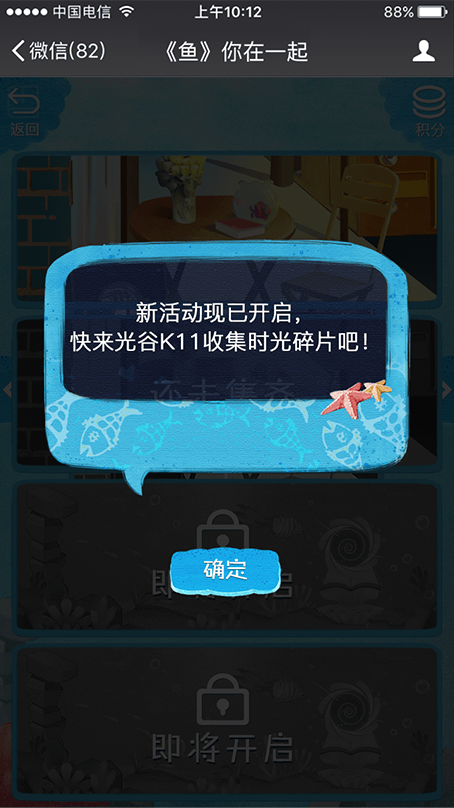 中国电信 上午10:12 88%
微信(82) 《鱼》你在一起
返回 积分
新活动现已开启，
快来光谷K11收集时光碎片吧！
还未集齐
确定
即将开启
即将开启